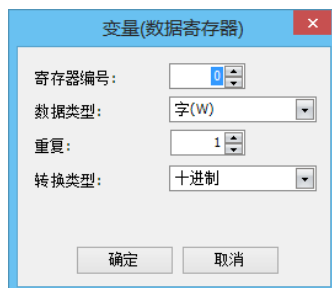 变量(数据寄存器)
寄存器编号: 0
数据类型: 字(W)
重复: 1
转换类型: 十进制
确定 取消